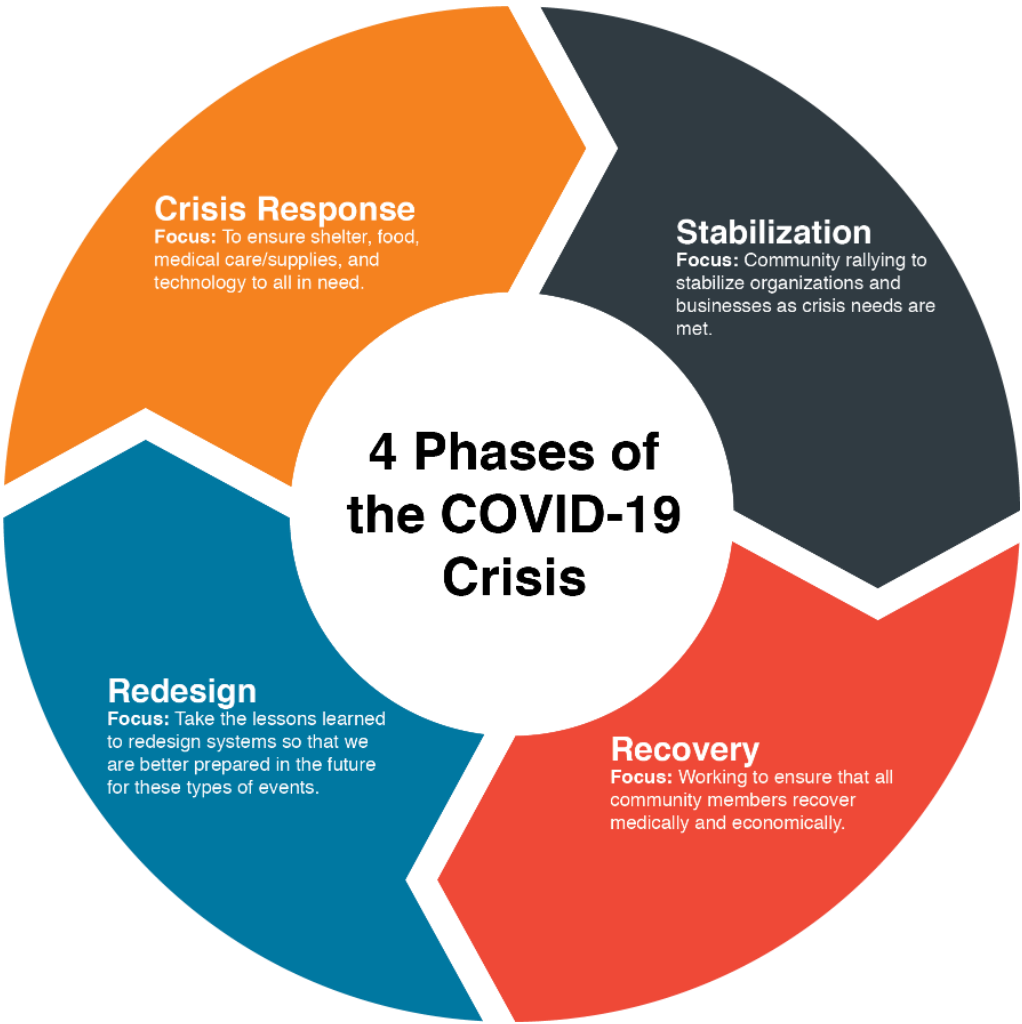 Crisis Response
Focus: To ensure shelter, food,
medical care/supplies, and
technology to all in need.
Stabilization
Focus: Community rallying to
stabilize organizations and
businesses as crisis needs are
met.
4 Phases of
the COVID-19
Crisis
Redesign
Focus: Take the lessons learned
to redesign systems so that we
are better prepared in the future
for these types of events.
Recovery
Focus: Working to ensure that all
community members recover
medically and economically.